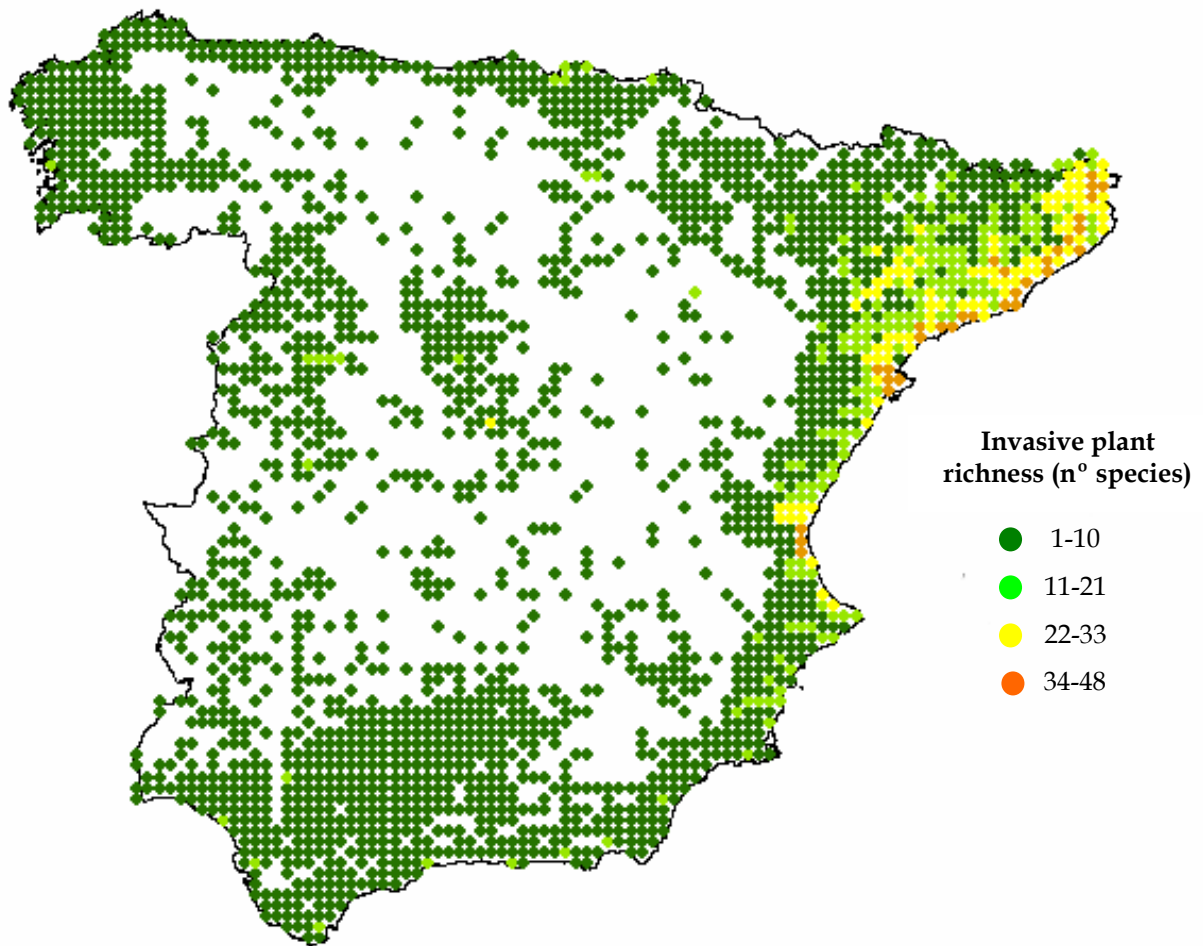 Invasive plant
richness (nº species)
1-10
11-21
22-33
34-48